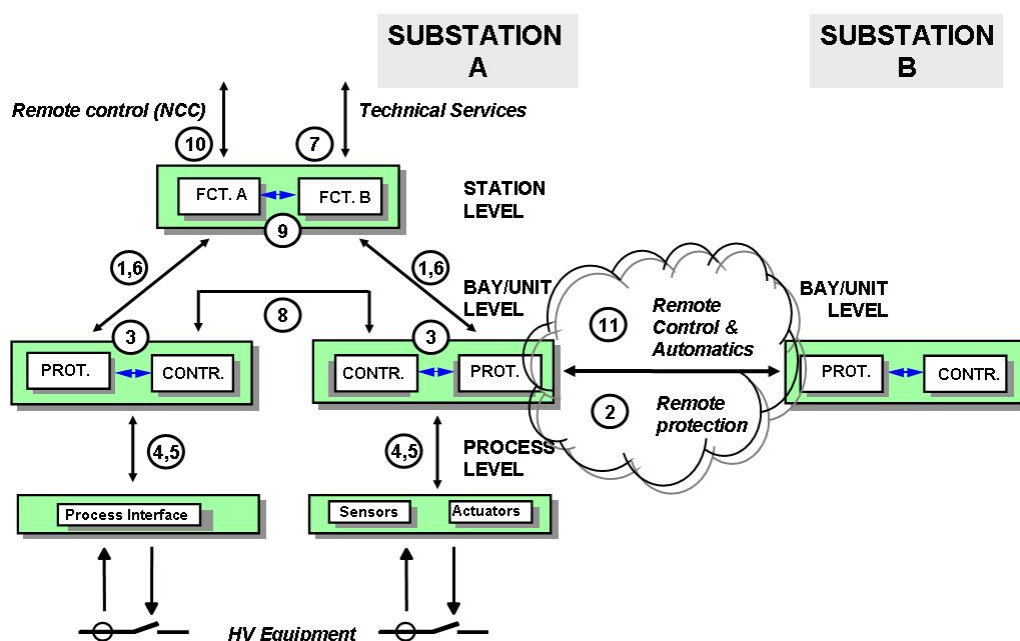 SUBSTATION
A
SUBSTATION
B
Remote control (NCC)
Technical Services
10
7
FCT. A
FCT. B
STATION
LEVEL
9
1,6
1,6
BAY/UNIT
LEVEL
BAY/UNIT
LEVEL
8
11
Remote
Control &
Automatics
3
3
PROT.
CONTR.
CONTR.
PROT.
PROT.
CONTR.
2
Remote
protection
4,5
4,5
PROCESS
LEVEL
Process Interface
Sensors
Actuators
HV Equipment